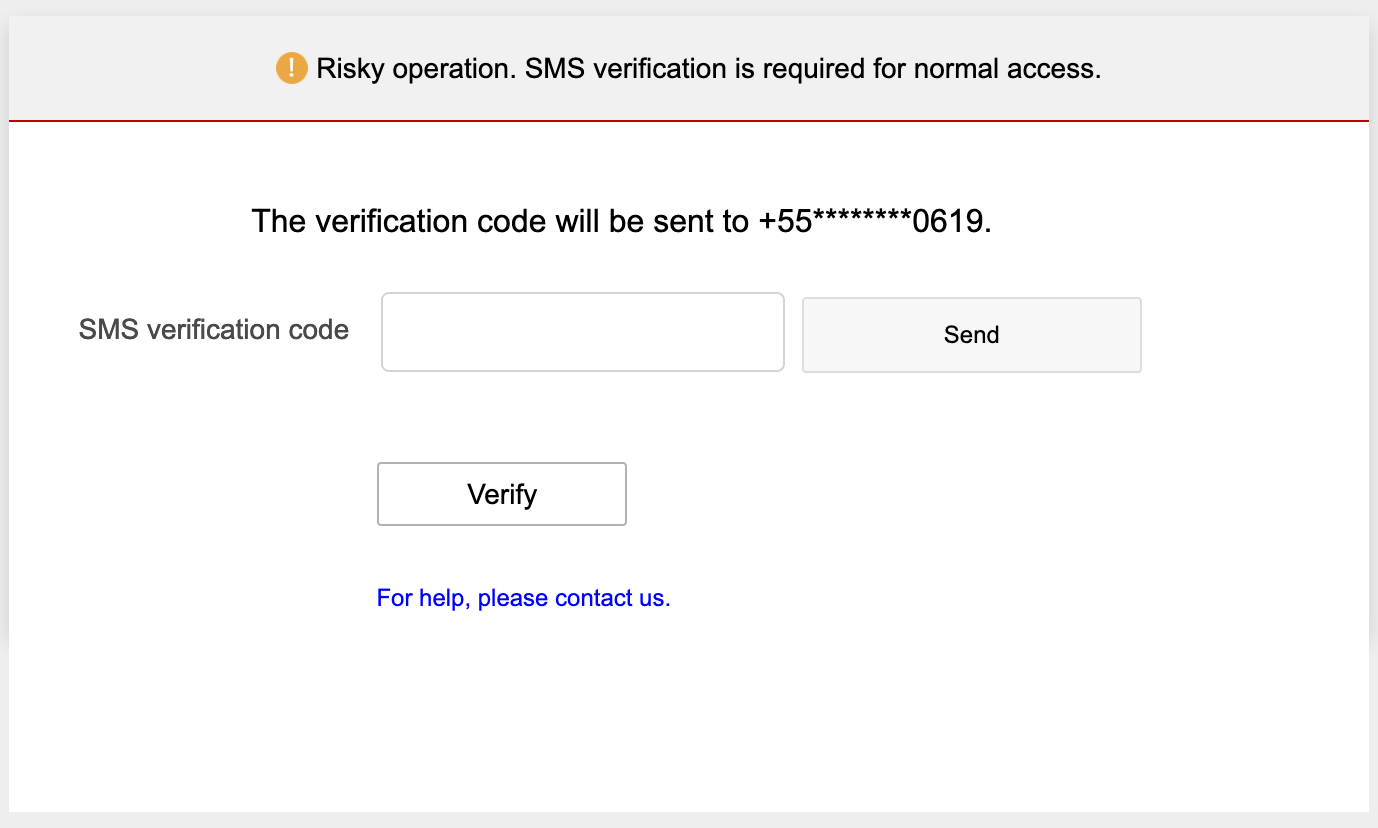 Risky operation. SMS verification is required for normal access.
The verification code will be sent to +55********0619.
SMS verification code
Send
Verify
For help, please contact us.